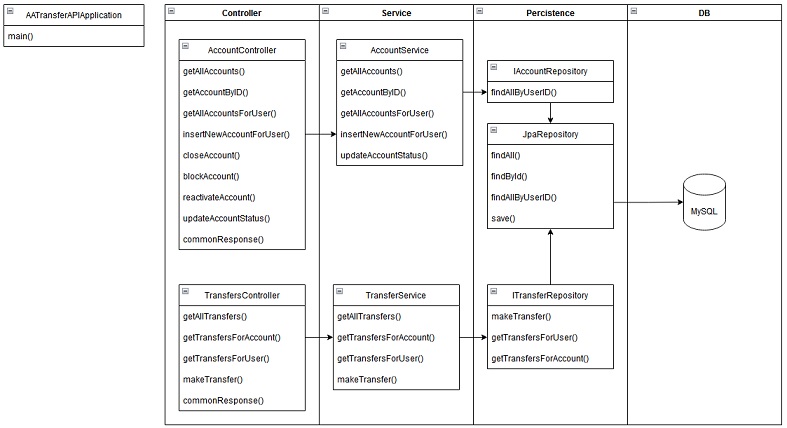 AATransferAPIApplication
main()
Controller
Service
Percistence
DB
AccountController
getAllAccounts()
getAccountByID()
getAllAccountsForUser()
insertNewAccountForUser()
closeAccount()
blockAccount()
reactivateAccount()
updateAccountStatus()
commonResponse()
AccountService
getAllAccounts()
getAccountByID()
getAllAccountsForUser()
insertNewAccountForUser()
updateAccountStatus()
IAccountRepository
findAllByUserID()
JpaRepository
findAll()
findById()
findAllByUserID()
save()
MySQL
TransfersController
getAllTransfers()
getTransfersForAccount()
getTransfersForUser()
makeTransfer()
commonResponse()
TransferService
getAllTransfers()
getTransfersForAccount()
getTransfersForUser()
makeTransfer()
ITransferRepository
makeTransfer()
getTransfersForUser()
getTransfersForAccount()